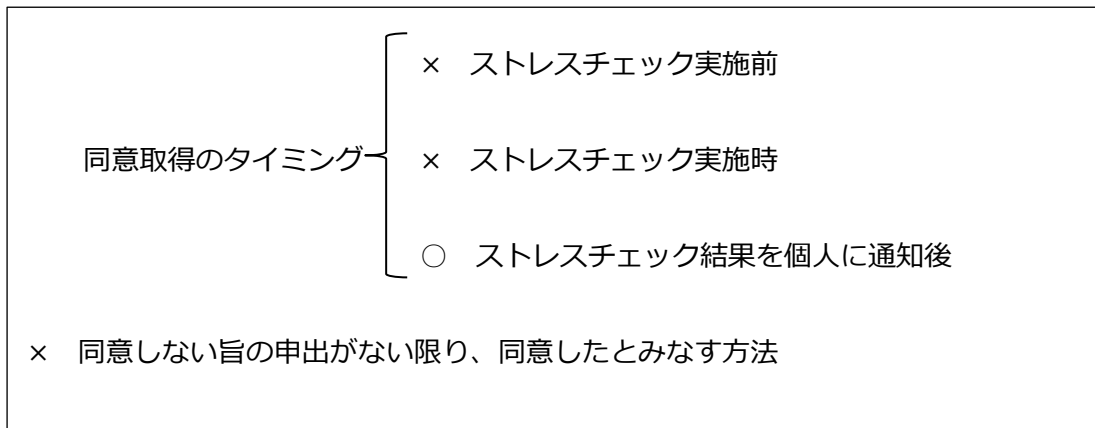 × ストレスチェック実施前
同意取得のタイミング
× ストレスチェック実施時
○ ストレスチェック結果を個人に通知後
× 同意しない旨の申出がない限り、同意したとみなす方法